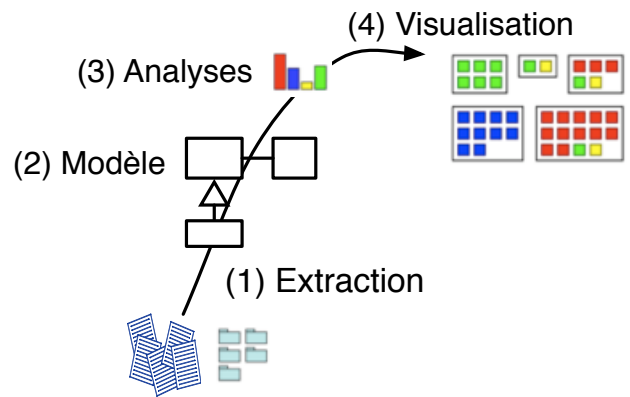 (4) Visualisation
(3) Analyses
(2) Modèle
(1) Extraction